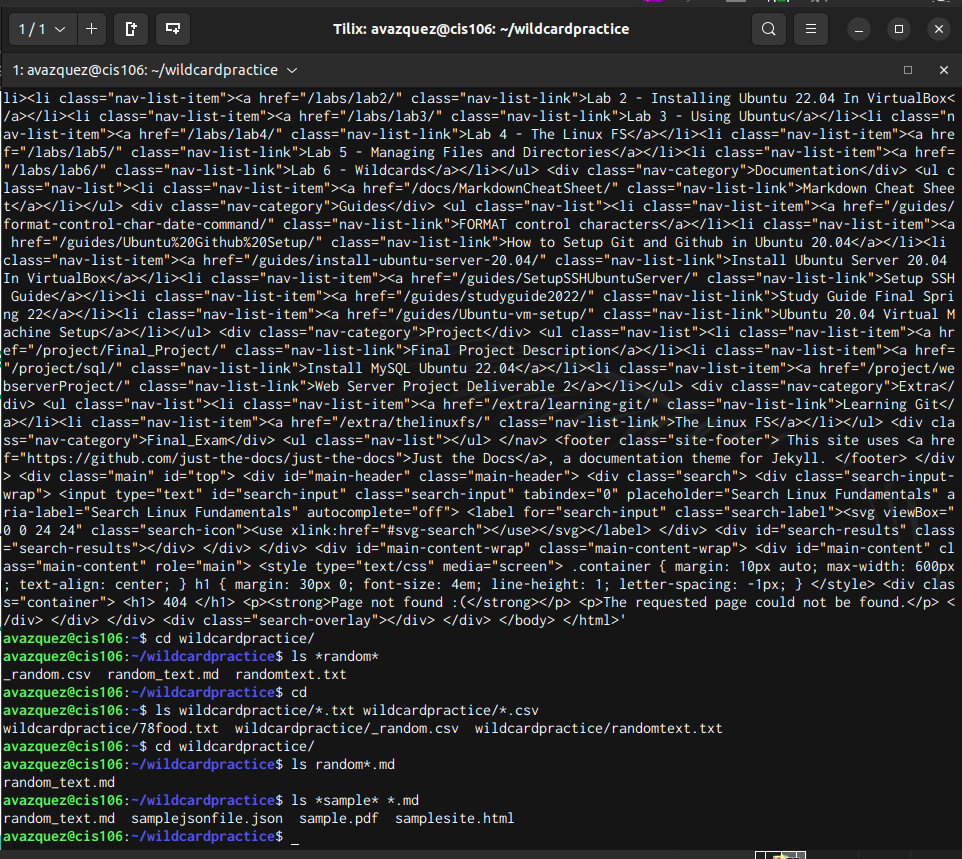 1 / 1
Tilix: avazquez@cis106: ~/wildcardpractice
1: avazquez@cis106: ~/wildcardpractice
li><li class="nav-list-item"><a href="/labs/lab2/" class="nav-list-link">Lab 2 - Installing Ubuntu 22.04 In VirtualBox<
/a></li><li class="nav-list-item"><a href="/labs/lab3/" class="nav-list-link">Lab 3 - Using Ubuntu</a></li><li class="n
av-list-item"><a href="/labs/lab4/" class="nav-list-link">Lab 4 - The Linux FS</a></li><li class="nav-list-item"><a hre
f="/labs/lab5/" class="nav-list-link">Lab 5 - Managing Files and Directories</a></li><li class="nav-list-item"><a href=
"/labs/lab6/" class="nav-list-link">Lab 6 - Wildcards</a></li></ul> <div class="nav-category">Documentation</div> <ul c
lass="nav-list"><li class="nav-list-item"><a href="/docs/MarkdownCheatSheet/" class="nav-list-link">Markdown Cheat Shee
t</a></li></ul> <div class="nav-category">Guides</div> <ul class="nav-list"><li class="nav-list-item"><a href="/guides/
format-control-char-date-command/" class="nav-list-link">FORMAT control characters</a></li><li class="nav-list-item"><a
 href="/guides/Ubuntu%20Github%20Setup/" class="nav-list-link">How to Setup Git and Github in Ubuntu 20.04</a></li><li 
class="nav-list-item"><a href="/guides/install-ubuntu-server-20.04/" class="nav-list-link">Install Ubuntu Server 20.04 
In VirtualBox</a></li><li class="nav-list-item"><a href="/guides/SetupSSHUbuntuServer/" class="nav-list-link">Setup SSH
 Guide</a></li><li class="nav-list-item"><a href="/guides/studyguide2022/" class="nav-list-link">Study Guide Final Spri
ng 22</a></li><li class="nav-list-item"><a href="/guides/Ubuntu-vm-setup/" class="nav-list-link">Ubuntu 20.04 Virtual M
achine Setup</a></li></ul> <div class="nav-category">Project</div> <ul class="nav-list"><li class="nav-list-item"><a hr
ef="/project/Final_Project/" class="nav-list-link">Final Project Description</a></li><li class="nav-list-item"><a href=
"/project/sql/" class="nav-list-link">Install MySQL Ubuntu 22.04</a></li><li class="nav-list-item"><a href="/project/we
bserverProject/" class="nav-list-link">Web Server Project Deliverable 2</a></li></ul> <div class="nav-category">Extra</
div> <ul class="nav-list"><li class="nav-list-item"><a href="/extra/learning-git/" class="nav-list-link">Learning Git</
a></li><li class="nav-list-item"><a href="/extra/thelinuxfs/" class="nav-list-link">The Linux FS</a></li></ul> <div cla
ss="nav-category">Final_Exam</div> <ul class="nav-list"></ul> </nav> <footer class="site-footer"> This site uses <a hre
f="https://github.com/just-the-docs/just-the-docs">Just the Docs</a>, a documentation theme for Jekyll. </footer> </div
> <div class="main" id="top"> <div id="main-header" class="main-header"> <div class="search"> <div class="search-input-
wrap"> <input type="text" id="search-input" class="search-input" tabindex="0" placeholder="Search Linux Fundamentals" a
ria-label="Search Linux Fundamentals" autocomplete="off"> <label for="search-input" class="search-label"><svg viewBox="
0 0 24 24" class="search-icon"><use xlink:href="#svg-search"></use></svg></label> </div> <div id="search-results" class
="search-results"></div> </div> </div> <div id="main-content-wrap" class="main-content-wrap"> <div id="main-content" cl
ass="main-content" role="main"> <style type="text/css" media="screen"> .container { margin: 10px auto; max-width: 600px
; text-align: center; } h1 { margin: 30px 0; font-size: 4em; line-height: 1; letter-spacing: -1px; } </style> <div clas
s="container"> <h1> 404 </h1> <p><strong>Page not found :(</strong></p> <p>The requested page could not be found.</p> <
/div> </div> </div> <div class="search-overlay"></div> </div> </body> </html>'
avazquez@cis106:~$ cd wildcardpractice/
avazquez@cis106:~/wildcardpractice$ ls *random*
_random.csv  random_text.md  randomtext.txt
avazquez@cis106:~/wildcardpractice$ cd
avazquez@cis106:~$ ls wildcardpractice/*.txt wildcardpractice/*.csv
wildcardpractice/78food.txt  wildcardpractice/_random.csv  wildcardpractice/randomtext.txt
avazquez@cis106:~$ cd wildcardpractice/
avazquez@cis106:~/wildcardpractice$ ls random*.md
random_text.md
avazquez@cis106:~/wildcardpractice$ ls *sample* *.md
random_text.md  samplejsonfile.json  sample.pdf  samplesite.html
avazquez@cis106:~/wildcardpractice$ _